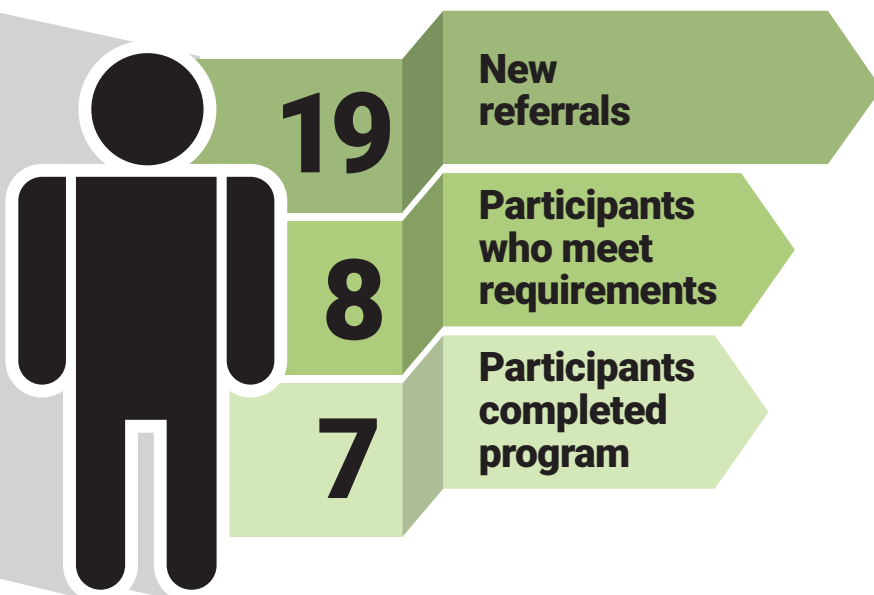 19
New
referrals
8
Participants
who meet
requirements
7
Participants
completed
program